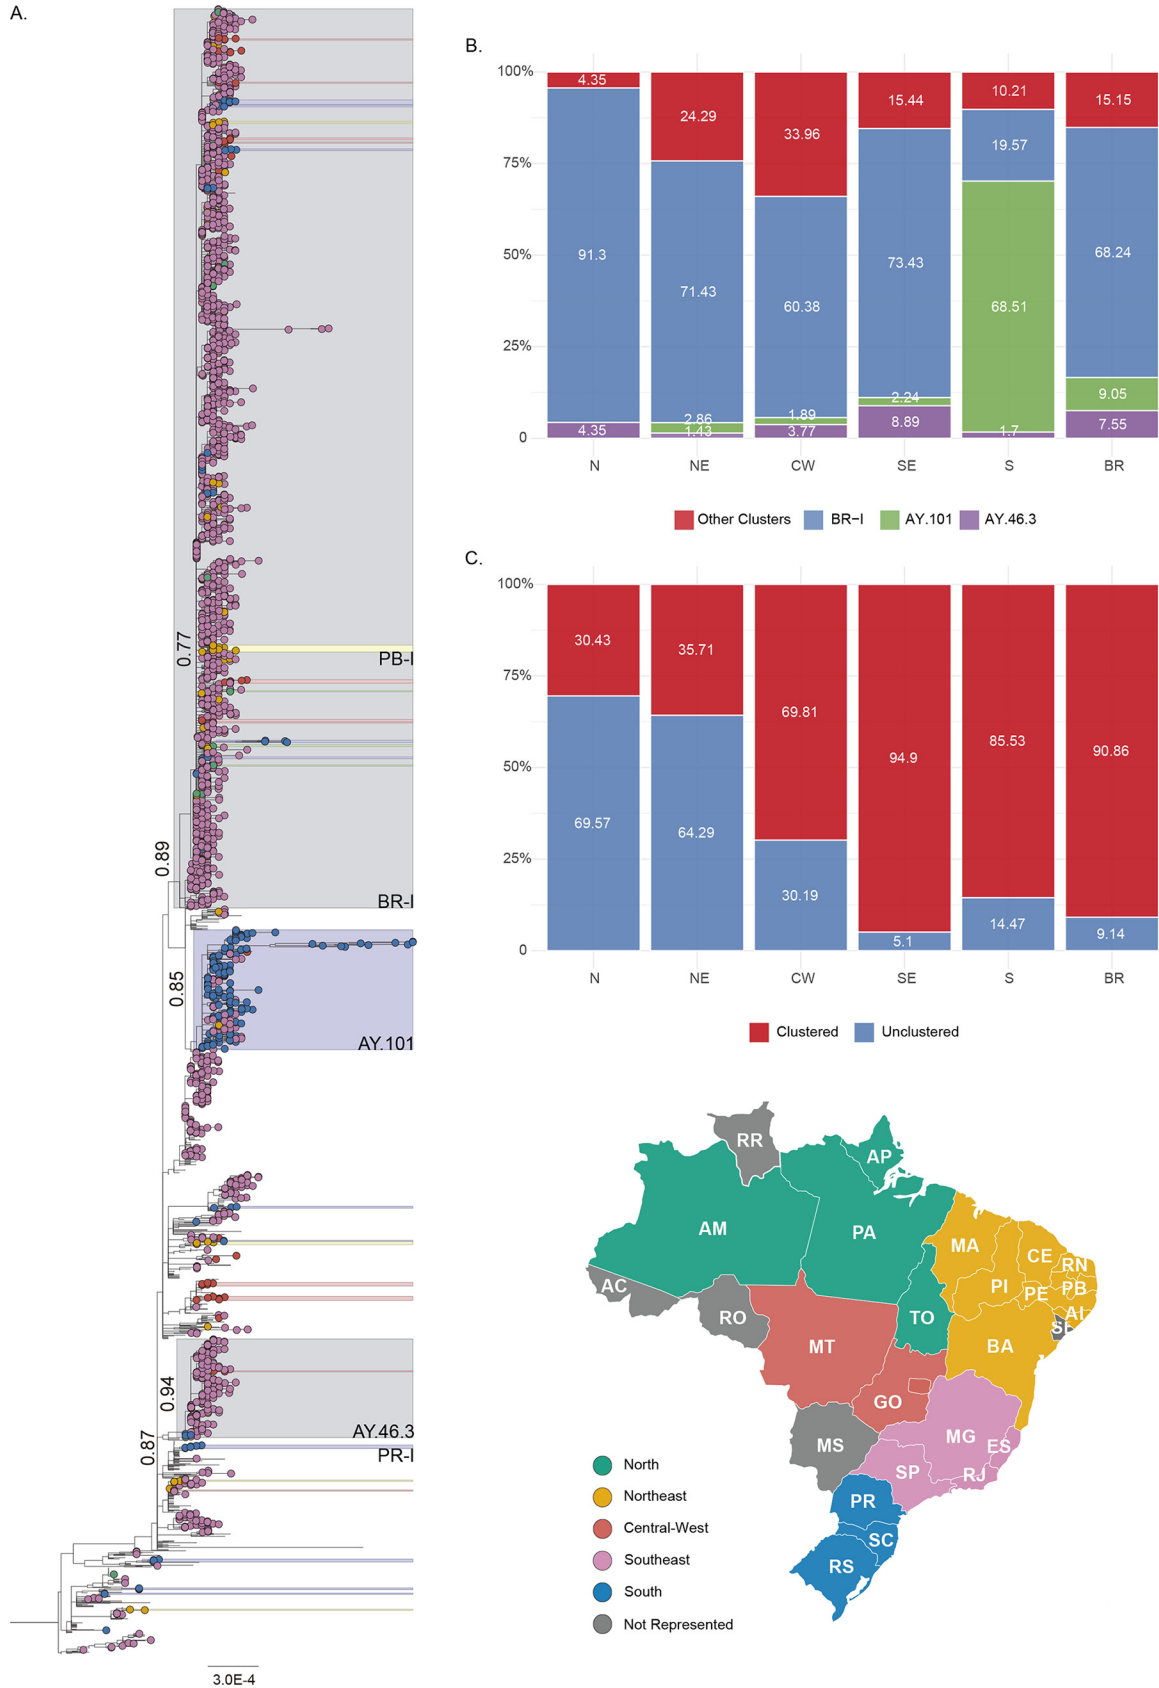 A.
0.77
PB-I
0.89
BR-I
0.85
AY.101
0.94
AY.46.3
0.87
PR-I
3.0E-4
B.
100%
75%
50%
25%
0
4.35
91.3
4.35
24.29
71.43
2.86
1.43
33.96
60.38
1.89
3.77
15.44
73.43
2.24
8.89
10.21
19.57
68.51
1.7
15.15
68.24
9.05
7.55
N NE CW SE S BR
Other Clusters BR–I AY.101 AY.46.3
C.
100%
75%
50%
25%
0
30.43
69.57
35.71
64.29
69.81
30.19
94.9
5.1
85.53
14.47
90.86
9.14
N NE CW SE S BR
Clustered Unclustered
RR
AP
AM
PA
MA
CE
RN
PB
PE
PI
AC
RO
TO
AL
SE
BA
MT
GO
MG
ES
MS
SP
RJ
PR
SC
RS
North
Northeast
Central-West
Southeast
South
Not Represented